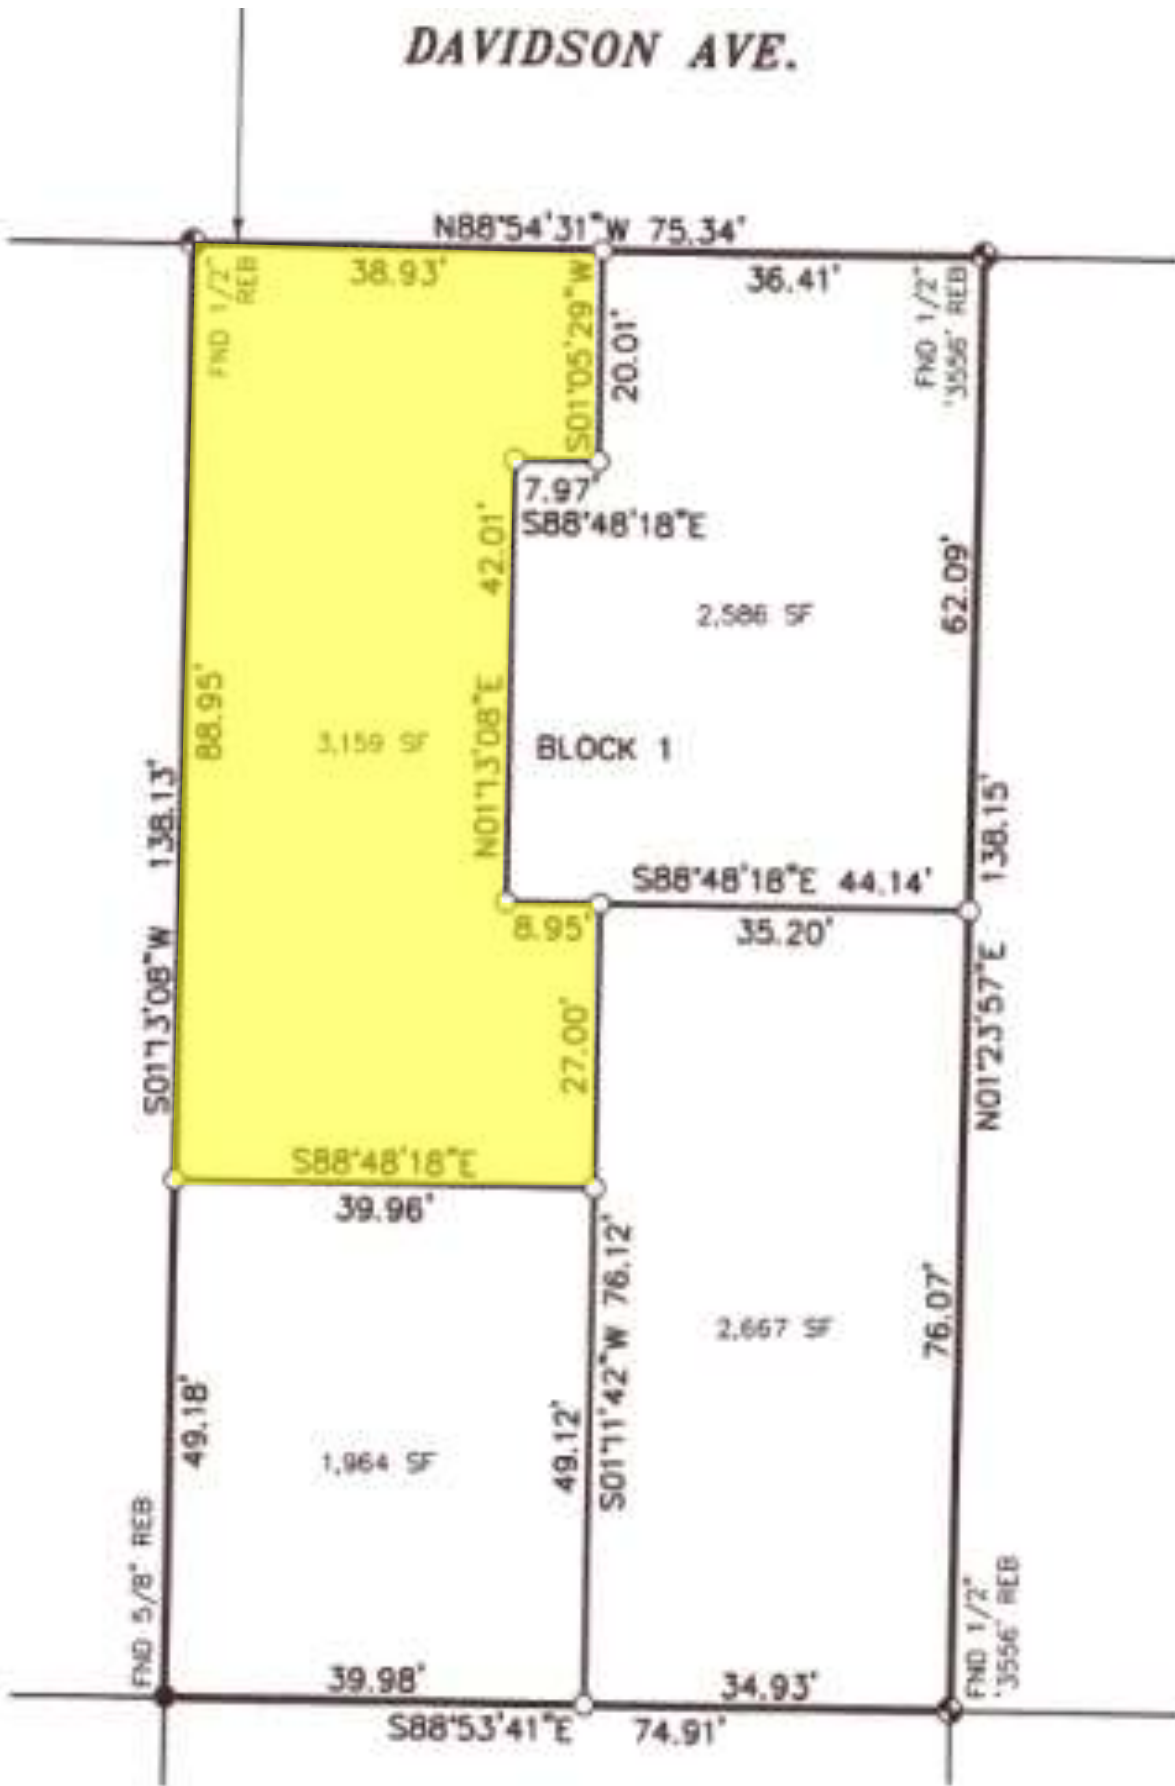 DAVIDSON AVE.
N88°54'31"W 75.34'
38.93'
36.41'
FND 1/2"
REB
S01°05'29"W
20.01'
FND 1/2"
'3556' REB
7.97'
S88°48'18"E
42.01'
62.09'
2,586 SF
88.95'
3,159 SF
N01°13'08"E
BLOCK 1
138.13'
S01°13'08"W
138.15'
N01°23'57"E
S88°48'18"E 44.14'
8.95'
35.20'
27.00'
S88°48'18"E
39.96'
S01°11'42"W 76.12'
76.07'
2,667 SF
49.18'
49.12'
1,964 SF
FND 5/8" REB
FND 1/2"
'3556' REB
39.98'
34.93'
S88°53'41"E 74.91'